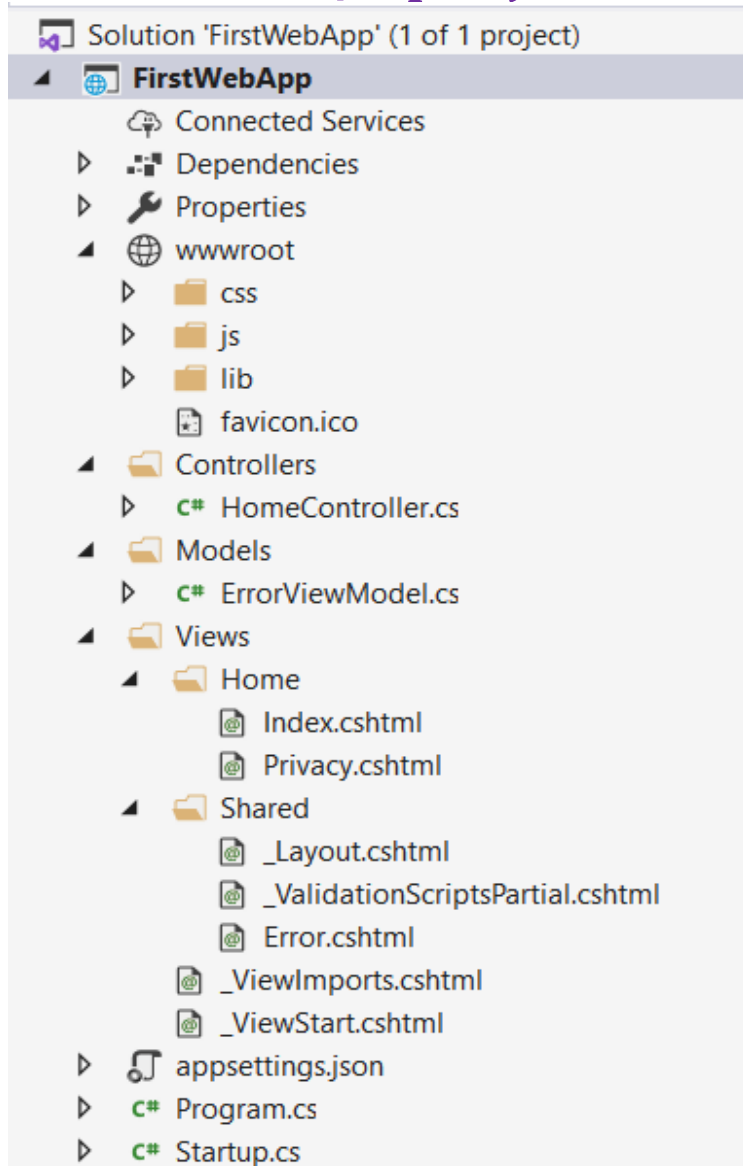 Solution 'FirstWebApp' (1 of 1 project)
FirstWebApp
Connected Services
Dependencies
Properties
wwwroot
css
js
lib
favicon.ico
Controllers
C# HomeController.cs
Models
C# ErrorViewModel.cs
Views
Home
Index.cshtml
Privacy.cshtml
Shared
_Layout.cshtml
_ValidationScriptsPartial.cshtml
Error.cshtml
_ViewImports.cshtml
_ViewStart.cshtml
appsettings.json
C# Program.cs
C# Startup.cs